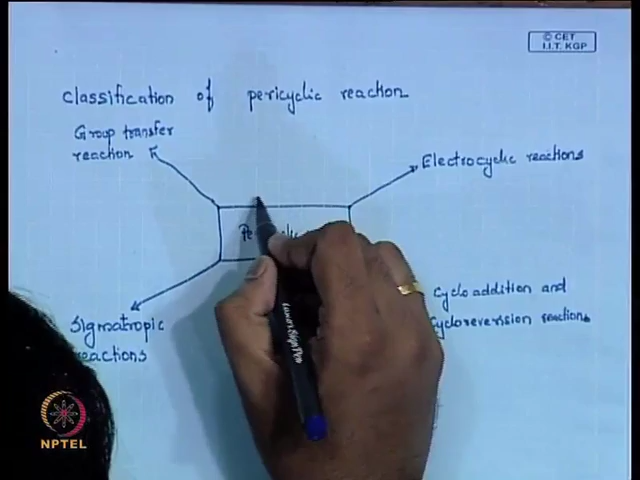 © CET
I.I.T. KGP
Classification of pericyclic reaction
Group transfer
reaction
Electrocyclic reactions
Cycloaddition and
Cycloreversion reactions
Sigmatropic
reactions
NPTEL